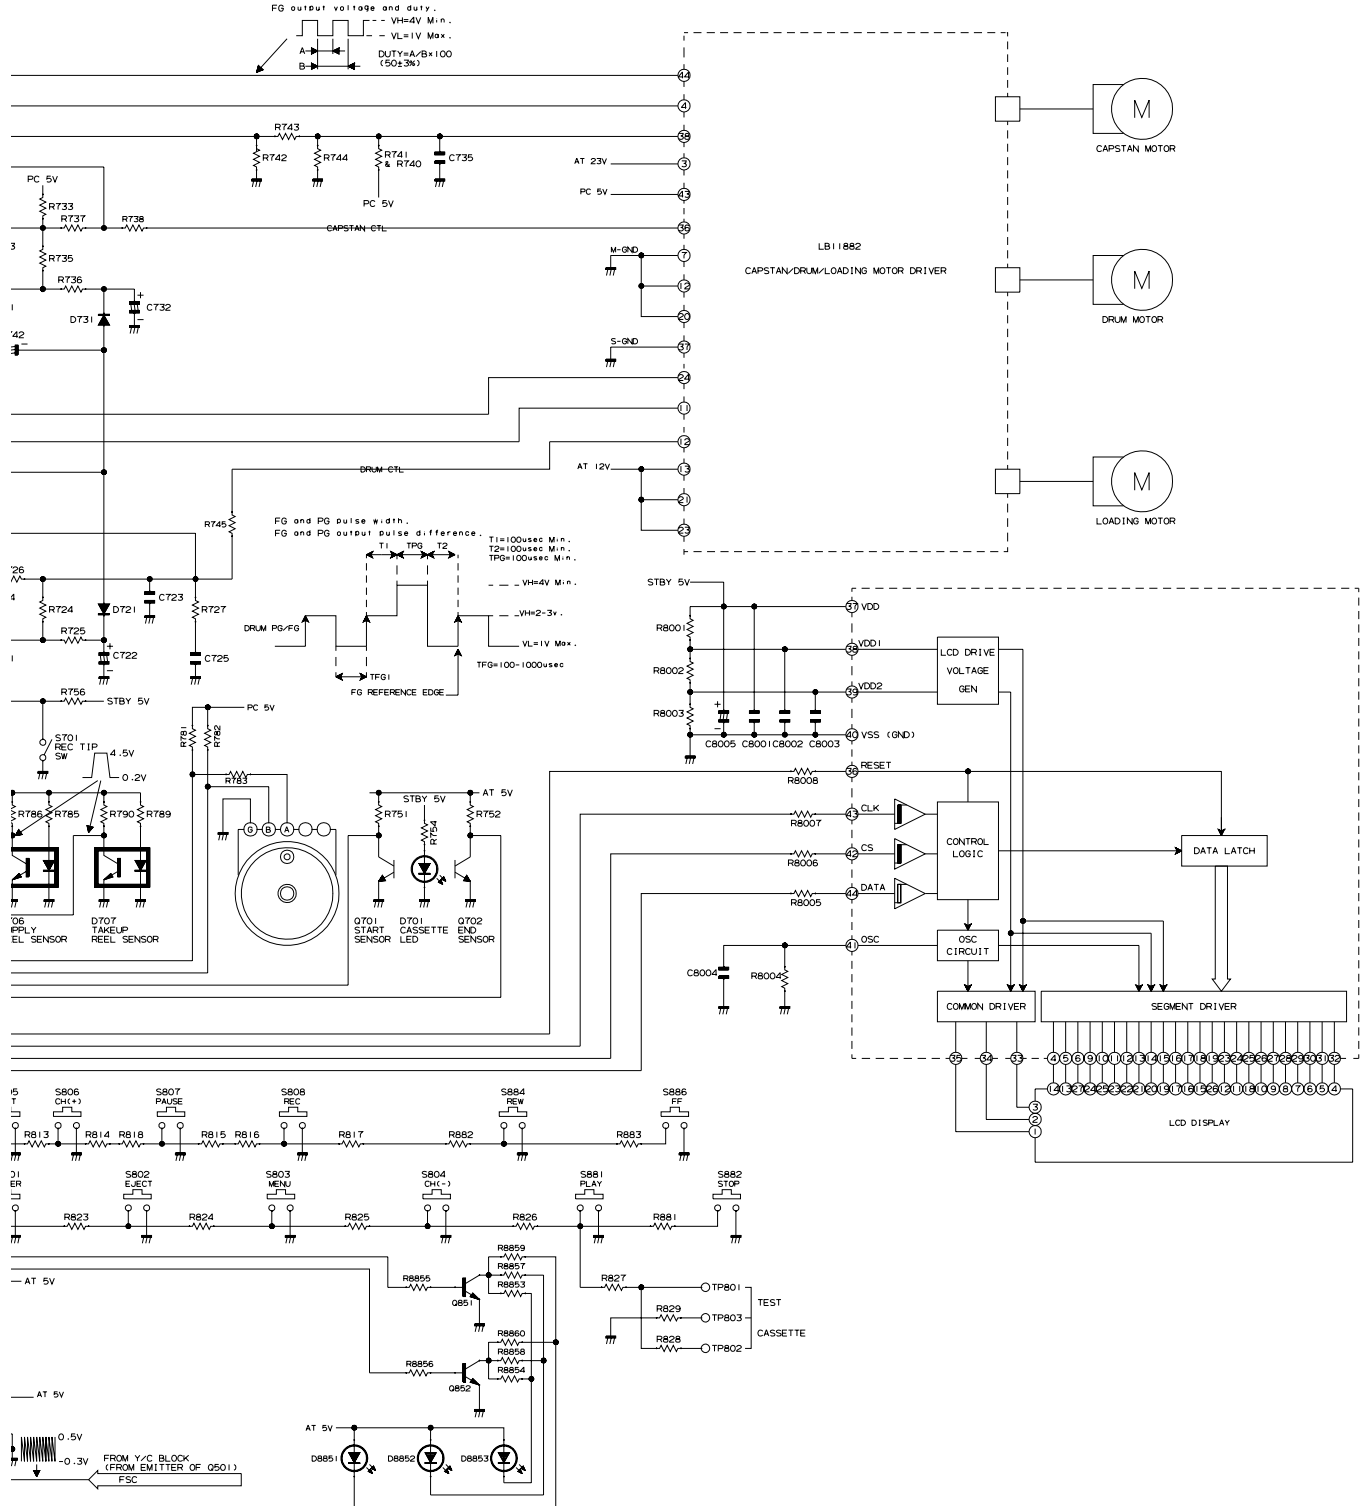 FG output voltage and duty.
VH=4V Min.
VL=1V Max.
A
B
DUTY=A/B×100
(50±3%)
44
4
R743
38
R742
R744
R741
& R740
C735
AT 23V
3
PC 5V
PC 5V
43
PC 5V
R733
R737
R738
CAPSTAN CTL
36
R735
M-GND
7
LB11882
CAPSTAN/DRUM/LOADING MOTOR DRIVER
R736
12
C732
D731
20
S-GND
37
24
11
12
DRUM CTL
AT 12V
13
21
23
M
CAPSTAN MOTOR
M
DRUM MOTOR
M
LOADING MOTOR
R745
FG and PG pulse width.
FG and PG output pulse difference.
T1
TPG
T2
T1=100usec Min.
T2=100usec Min.
TPG=100usec Min.
VH=4V Min.
VH=2-3v.
VL=1V Max.
DRUM PG/FG
TFG1
TFG=100-1000usec
FG REFERENCE EDGE
R724
D721
C723
R727
R725
C722
C725
R756
STBY 5V
S701
REC TIP
SW
4.5V
0.2V
R781
R782
PC 5V
R783
R786
R785
R790
R789
G
B
A
D707
TAKEUP
REEL SENSOR
STBY 5V
AT 5V
R751
R754
R752
Q701
START
SENSOR
D701
CASSETTE
LED
Q702
END
SENSOR
STBY 5V
R8001
R8002
R8003
C8005
C8001
C8002
C8003
37
VDD
38
VDD1
39
VDD2
40
VSS (GND)
LCD DRIVE
VOLTAGE
GEN
R8008
36
RESET
R8007
43
CLK
R8006
42
CS
R8005
44
DATA
CONTROL
LOGIC
DATA LATCH
C8004
R8004
41
OSC
OSC
CIRCUIT
COMMON DRIVER
SEGMENT DRIVER
35
34
33
3
2
1
LCD DISPLAY
S806
CH(+)
S807
PAUSE
S808
REC
S884
REW
S886
FF
R813
R814
R818
R815
R816
R817
R882
R883
S802
EJECT
S803
MENU
S804
CH(-)
S881
PLAY
S882
STOP
R823
R824
R825
R826
R881
AT 5V
R8855
Q851
R8859
R8857
R8853
R827
TP801
R829
TP803
R828
TP802
TEST
CASSETTE
R8856
Q852
R8860
R8858
R8854
AT 5V
AT 5V
D8851
D8852
D8853
0.5V
-0.3V
FROM Y/C BLOCK
(FROM EMITTER OF Q501)
FSC